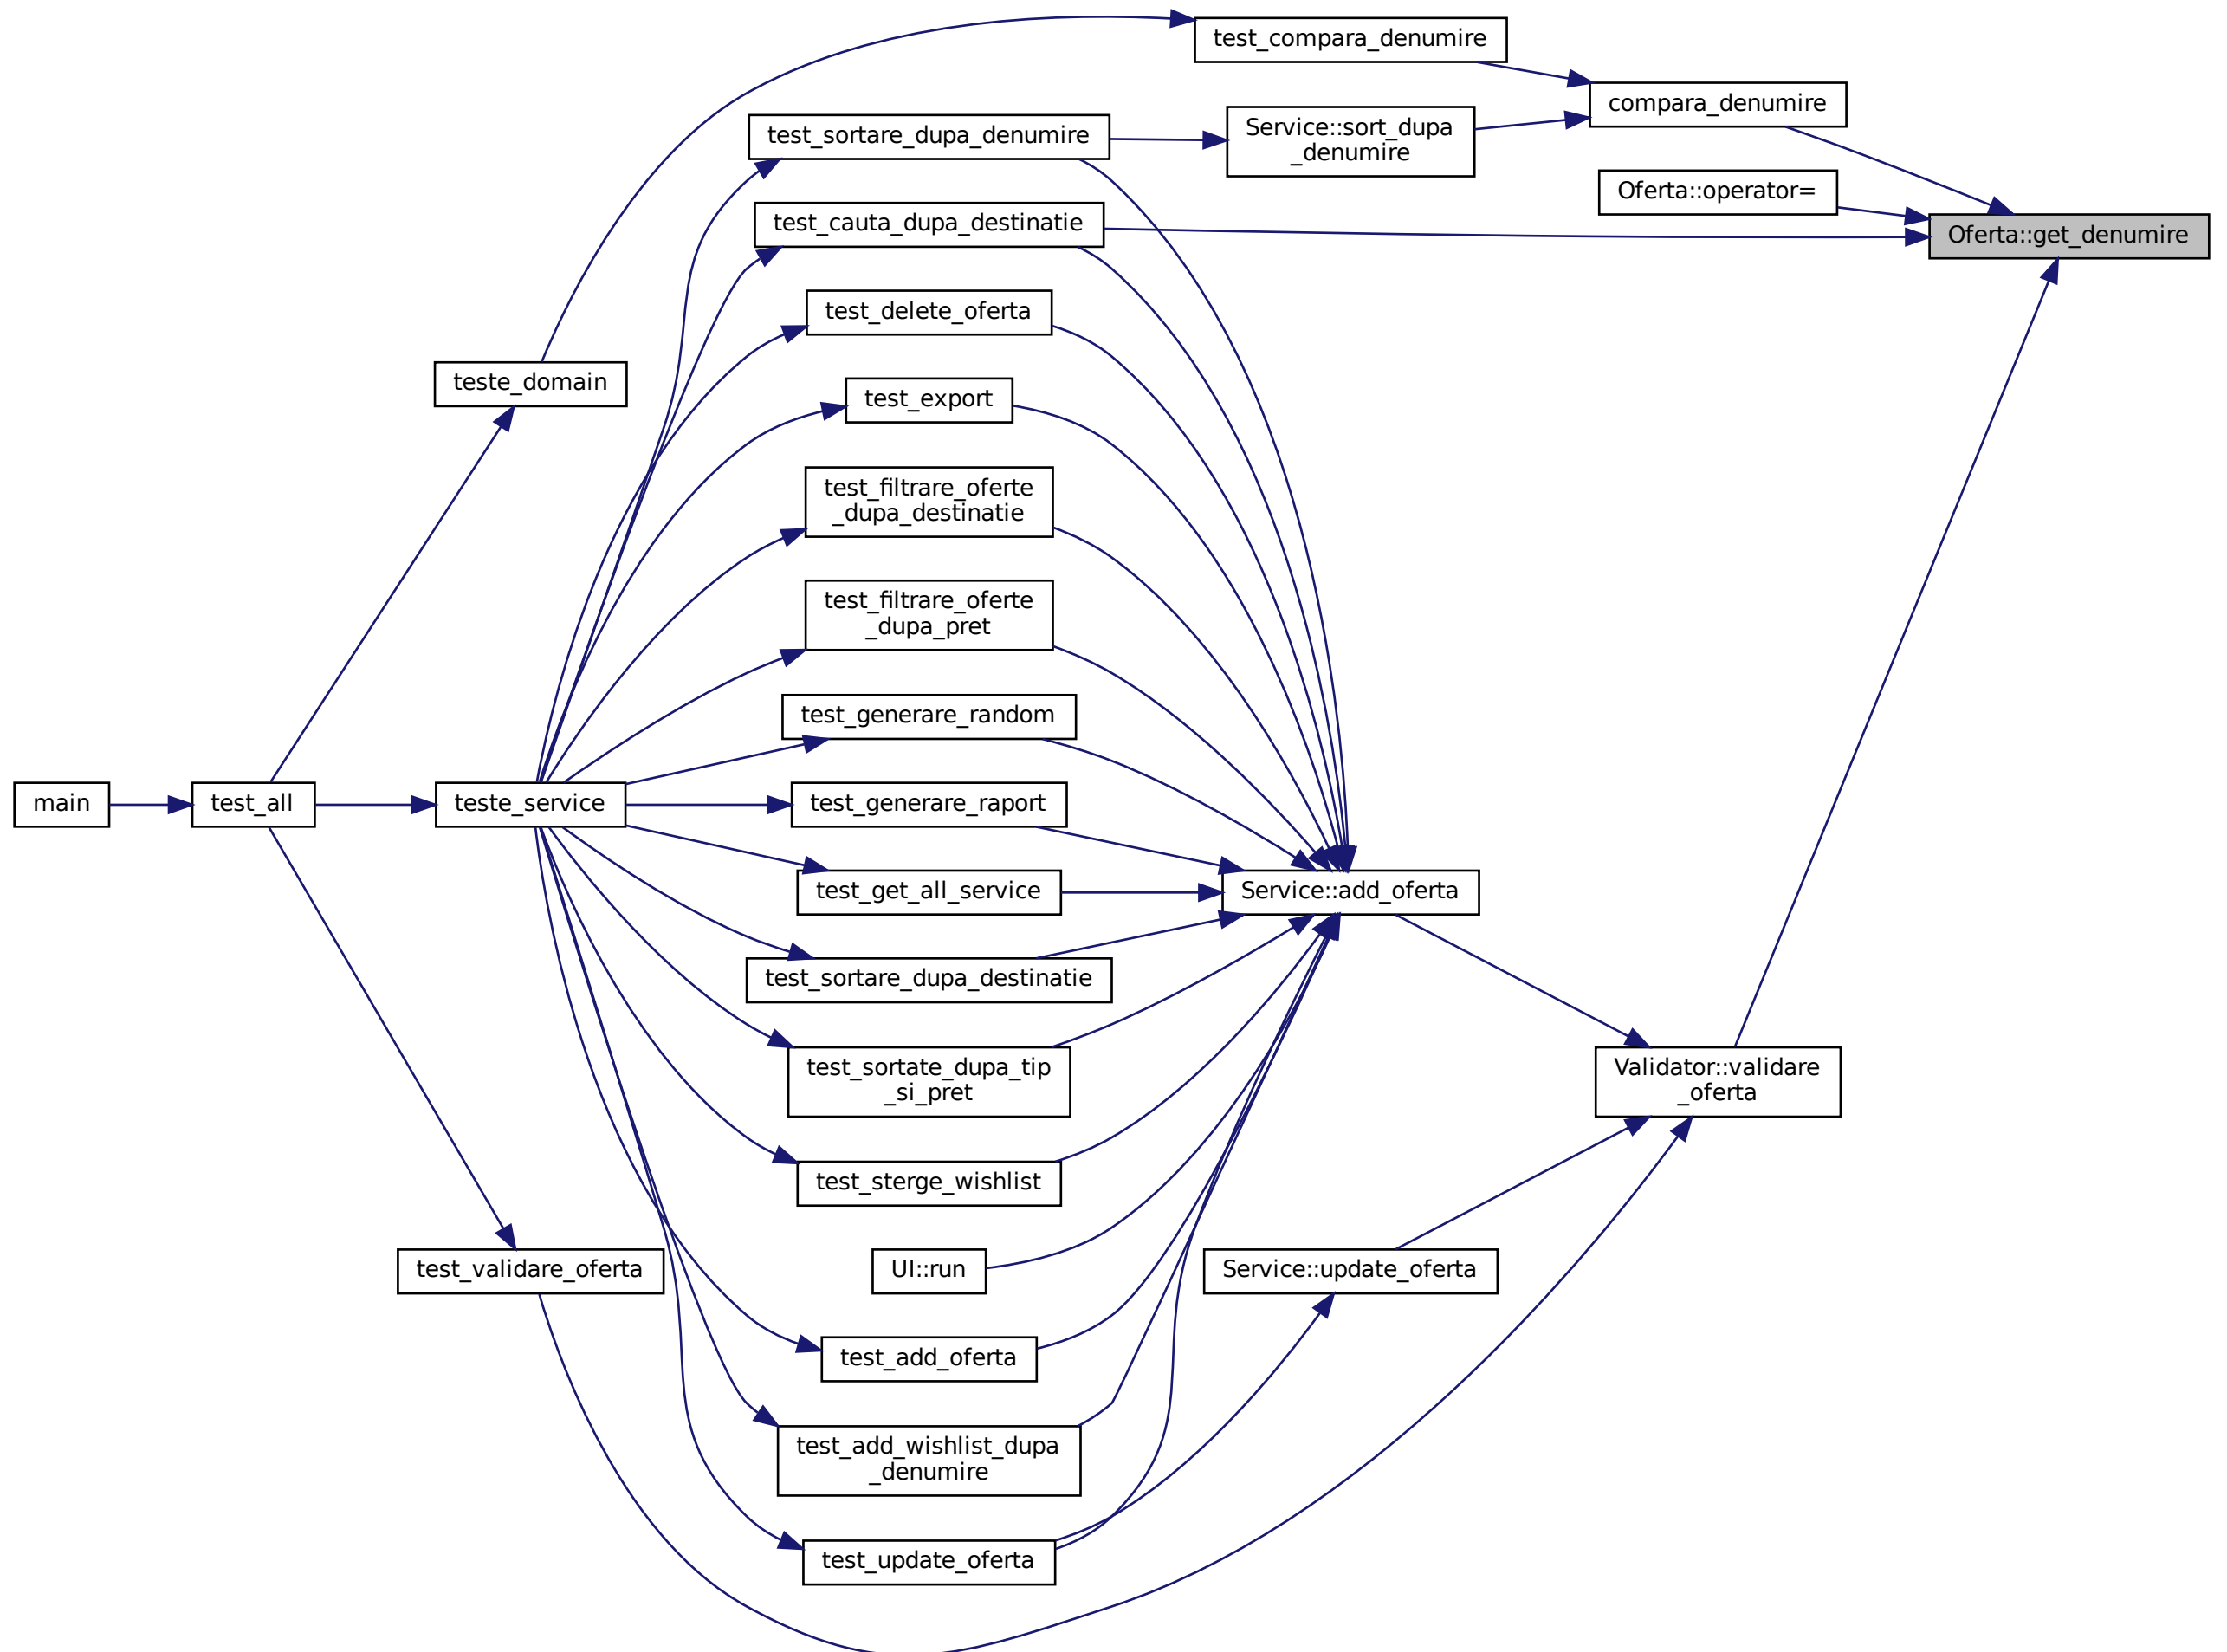 test_compara_denumire
compara_denumire
test_sortare_dupa_denumire
Service::sort_dupa
_denumire
Oferta::operator=
test_cauta_dupa_destinatie
Oferta::get_denumire
test_delete_oferta
teste_domain
test_export
test_filtrare_oferte
_dupa_destinatie
test_filtrare_oferte
_dupa_pret
test_generare_random
main
test_all
teste_service
test_generare_raport
test_get_all_service
Service::add_oferta
test_sortare_dupa_destinatie
test_sortate_dupa_tip
_si_pret
Validator::validare
_oferta
test_sterge_wishlist
test_validare_oferta
UI::run
Service::update_oferta
test_add_oferta
test_add_wishlist_dupa
_denumire
test_update_oferta